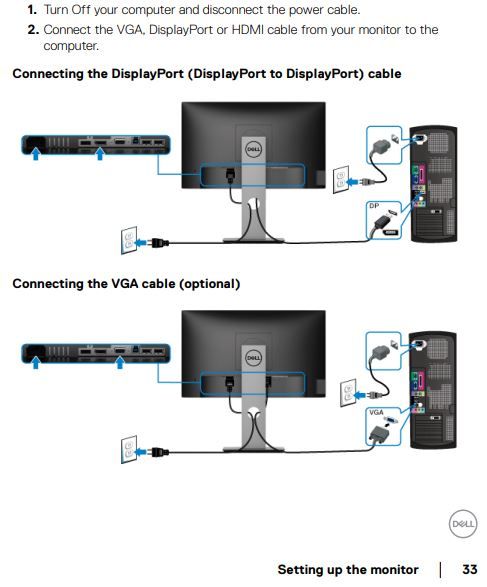 1. Turn Off your computer and disconnect the power cable.
2. Connect the VGA, DisplayPort or HDMI cable from your monitor to the
computer.
Connecting the DisplayPort (DisplayPort to DisplayPort) cable
DELL
DP
Connecting the VGA cable (optional)
DELL
VGA
DELL
Setting up the monitor | 33